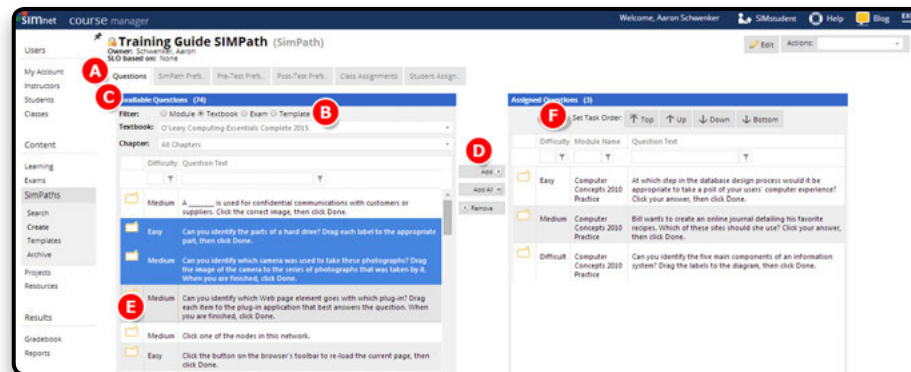 SIMnet course manager
Welcome, Aaron Schwenker
SIMstudent
Help
Blog
Training Guide SIMPath (SimPath)
Owner: Schwenker, Aaron
SLO based on: None
Edit
Actions:
Users
My Account
Instructors
Students
Classes
Content
Learning
Exams
SimPaths
Search
Create
Templates
Archive
Projects
Resources
Results
Gradebook
Reports
A
Questions
SimPath Prefs.
Pre-Test Prefs.
Post-Test Prefs.
Class Assignments
Student Assign.
C
Available Questions (74)
Filter: Module Textbook Exam Template
B
Textbook: O'Leary Computing Essentials Complete 2015
Chapter: All Chapters
Difficulty Question Text
Medium A ______ is used for confidential communications with customers or
suppliers. Click the correct image, then click Done.
Easy Can you identify the parts of a hard drive? Drag each label to the appropriate
part, then click Done.
Medium Can you identify which camera was used to take these photographs? Drag
the image of the camera to the series of photographs that was taken by it.
When you are finished, click Done.
E
Medium Can you identify which Web page element goes with which plug-in? Drag
each item to the plug-in application that best answers the question. When
you are finished, click Done.
Medium Click one of the nodes in this network.
Easy Click the button on the browser's toolbar to re-load the current page, then
click Done.
D
Add
Add All
Remove
Assigned Questions (3)
F
Set Task Order: Top Up Down Bottom
Difficulty Module Name Question Text
Easy Computer Concepts 2010 Practice At which step in the database design process would it be
appropriate to take a poll of your users' computer experience?
Click your answer, then click Done.
Medium Computer Concepts 2010 Practice Bill wants to create an online journal detailing his favorite
recipes. Which of these sites should she use? Click your answer,
then click Done.
Difficult Computer Concepts 2010 Practice Can you identify the five main components of an information
system? Drag the labels to the diagram, then click Done.